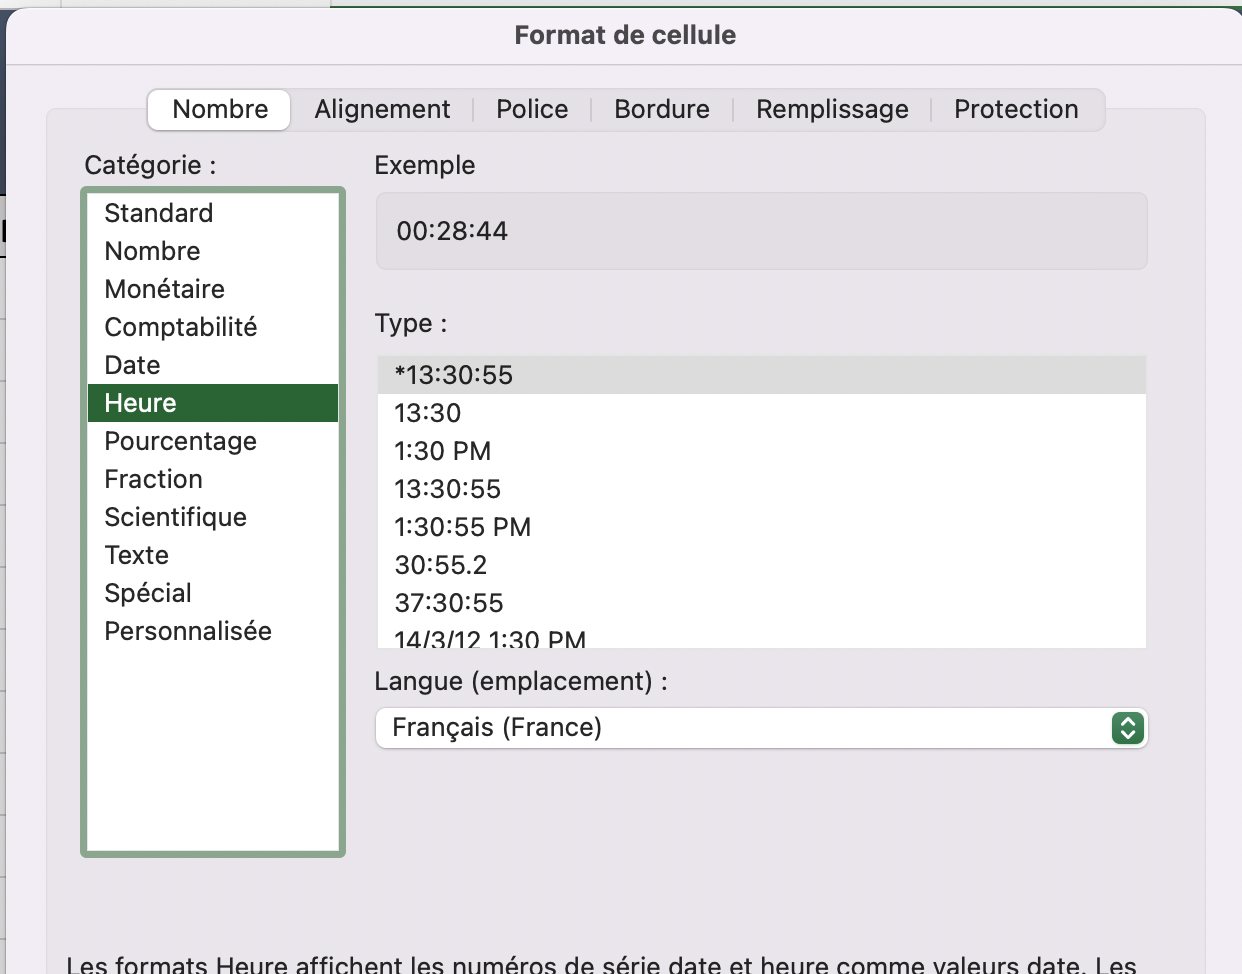 Format de cellule
Nombre
Alignement
Police
Bordure
Remplissage
Protection
Catégorie :
Standard
Nombre
Monétaire
Comptabilité
Date
Heure
Pourcentage
Fraction
Scientifique
Texte
Spécial
Personnalisée
Exemple
00:28:44
Type :
*13:30:55
13:30
1:30 PM
13:30:55
1:30:55 PM
30:55.2
37:30:55
14/3/12 1:30 PM
Langue (emplacement) :
Français (France)
Les formats Heure affichent les numéros de série date et heure comme valeurs date. Les